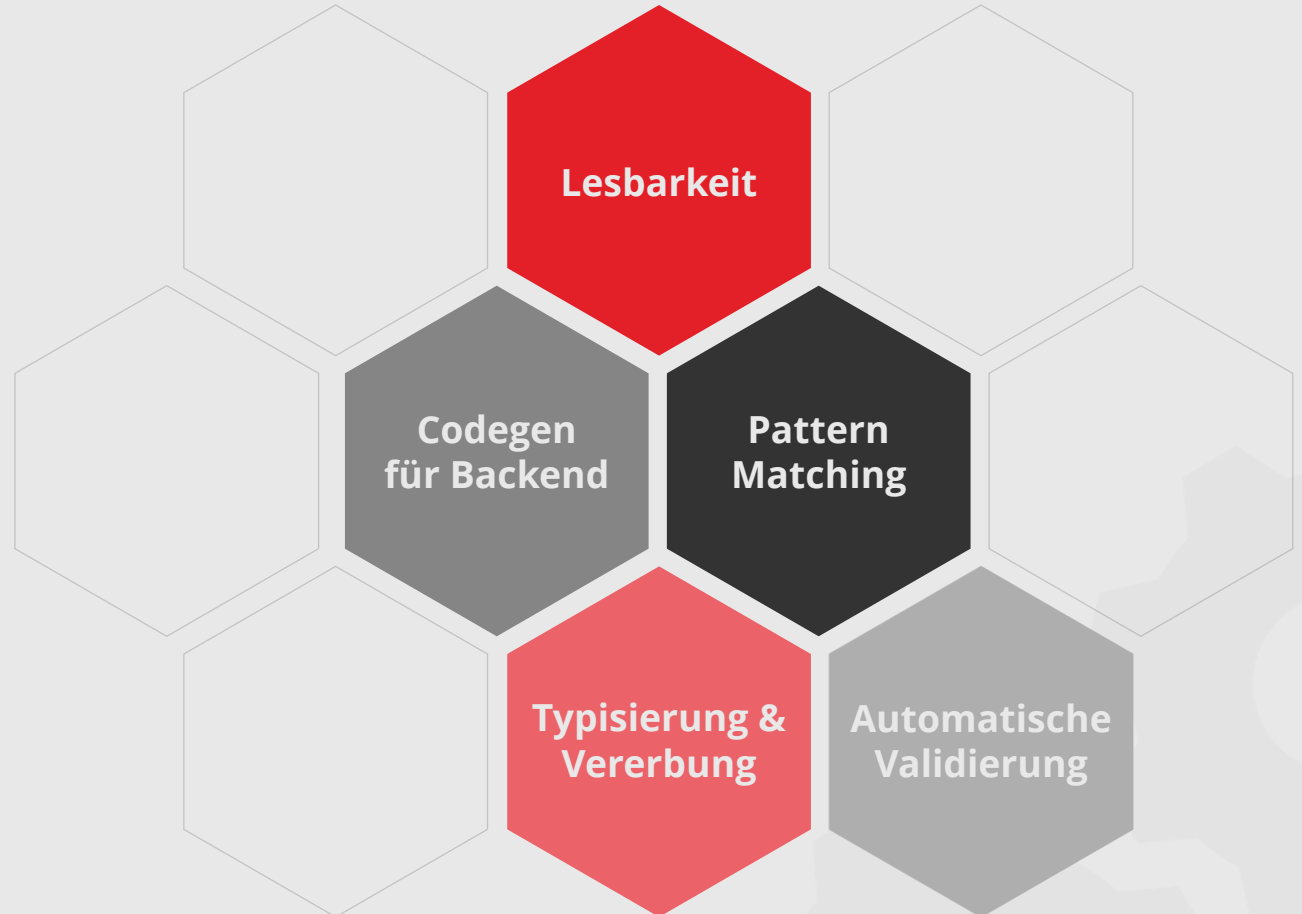 Lesbarkeit
Codegen
für Backend
Pattern
Matching
Typisierung &
Vererbung
Automatische
Validierung